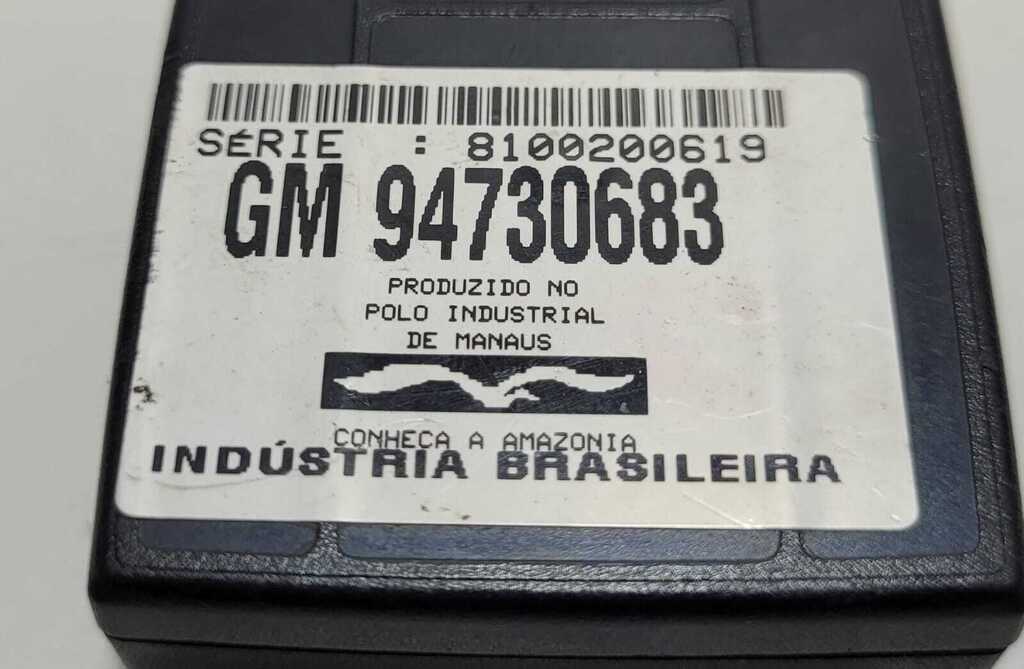 SÉRIE : 8100200619
GM 94730683
PRODUZIDO NO
POLO INDUSTRIAL
DE MANAUS
CONHECA A AMAZONIA
INDÚSTRIA BRASILEIRA